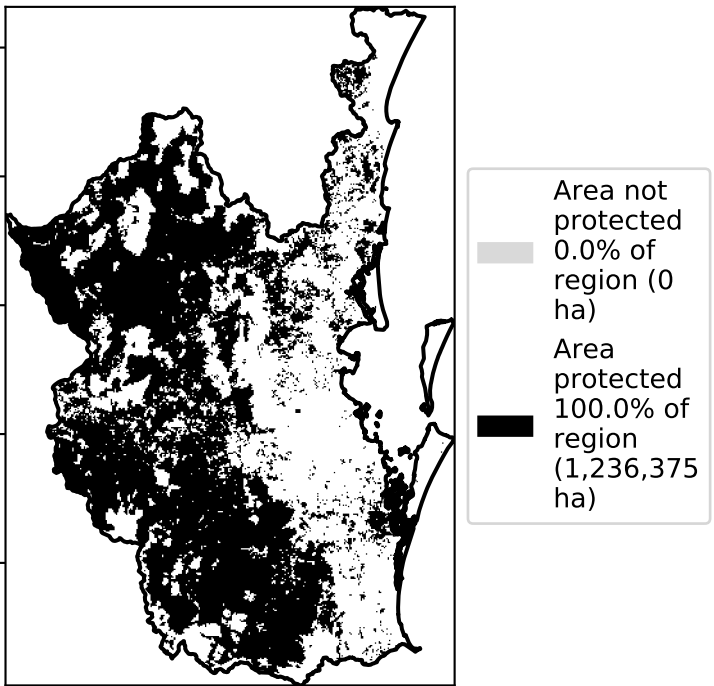 Area not
protected
0.0% of
region (0
ha)
Area
protected
100.0% of
region
(1,236,375
ha)